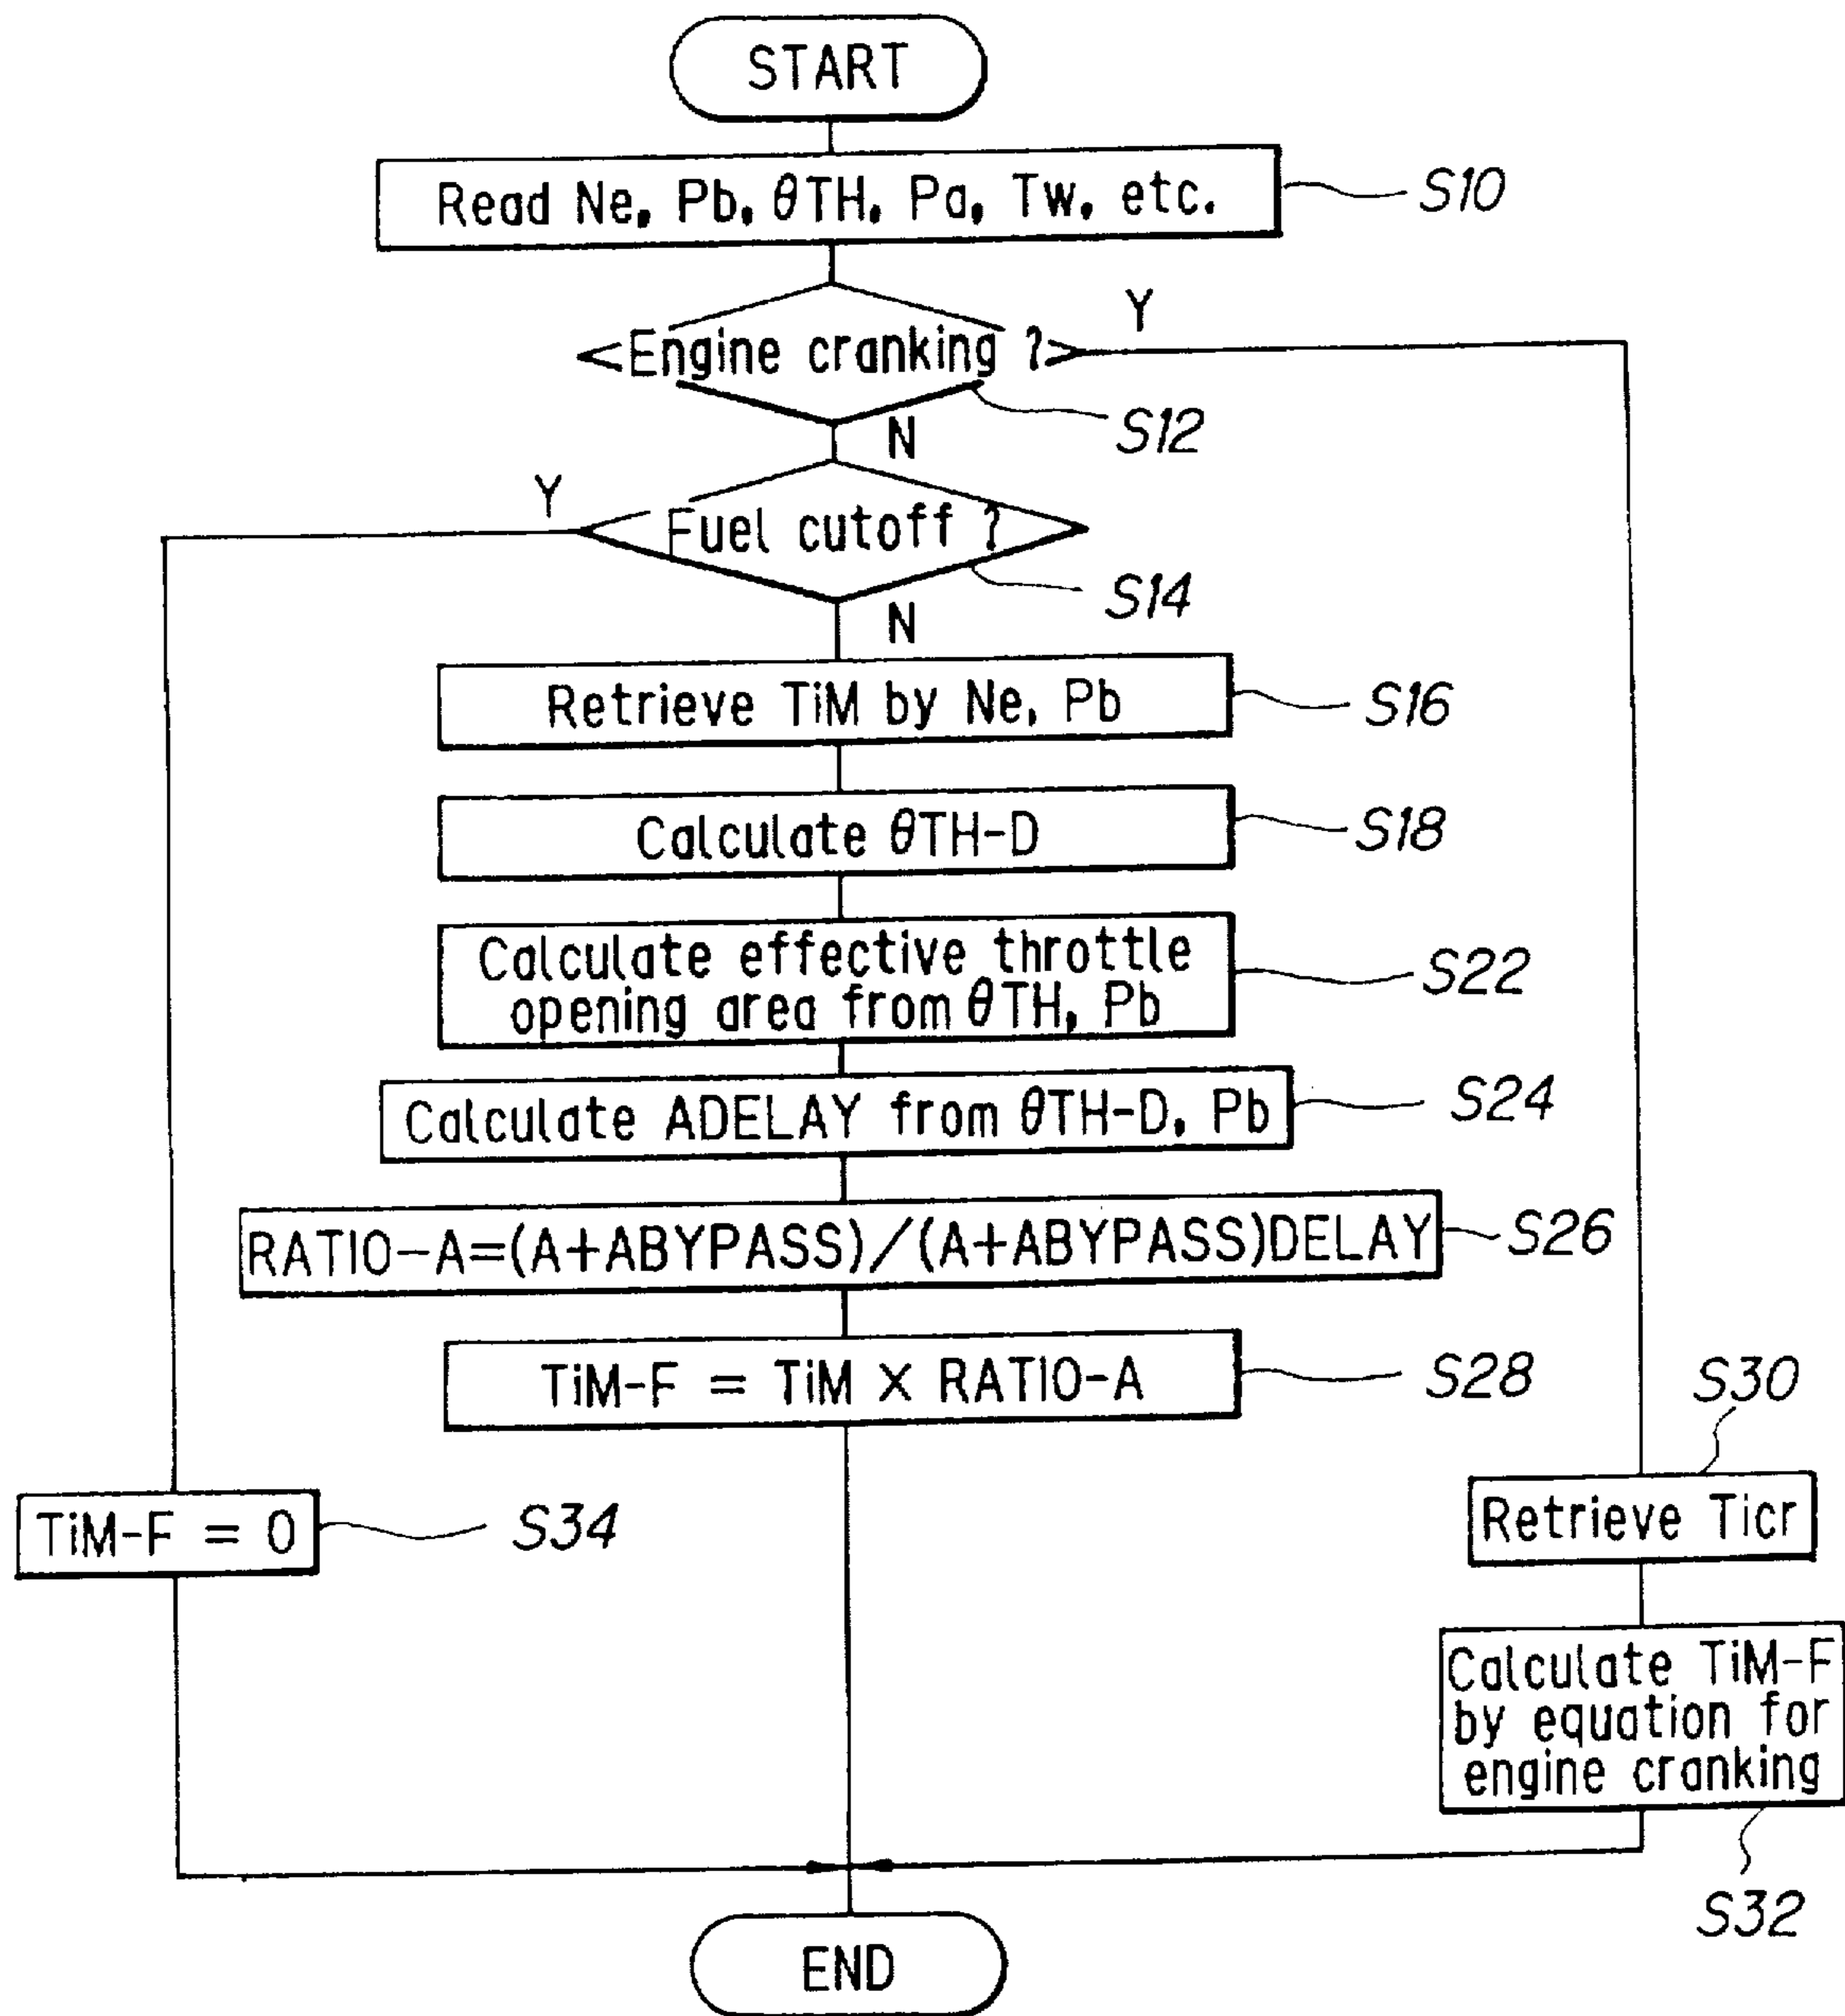 START
Read Ne, Pb, θTH, Pa, Tw, etc.
S10
Engine cranking ?
Y
S12
N
Y
Fuel cutoff ?
S14
N
Retrieve TiM by Ne, Pb
S16
Calculate θTH-D
S18
Calculate effective throttle
opening area from θTH, Pb
S22
Calculate ADELAY from θTH-D, Pb
S24
RATIO-A=(A+ABYPASS)/(A+ABYPASS)DELAY
S26
TiM-F = TiM X RATIO-A
S28
S30
Retrieve Ticr
TiM-F = 0
S34
Calculate TiM-F
by equation for
engine cranking
S32
END